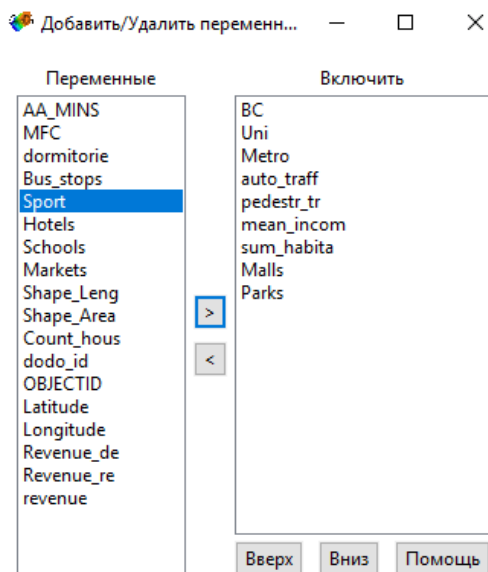 Добавить/Удалить переменн...
Переменные
AA_MINS
MFC
dormitorie
Bus_stops
Sport
Hotels
Schools
Markets
Shape_Leng
Shape_Area
Count_hous
dodo_id
OBJECTID
Latitude
Longitude
Revenue_de
Revenue_re
revenue
>
<
Включить
BC
Uni
Metro
auto_traff
pedestr_tr
mean_incom
sum_habita
Malls
Parks
Вверх Вниз Помощь